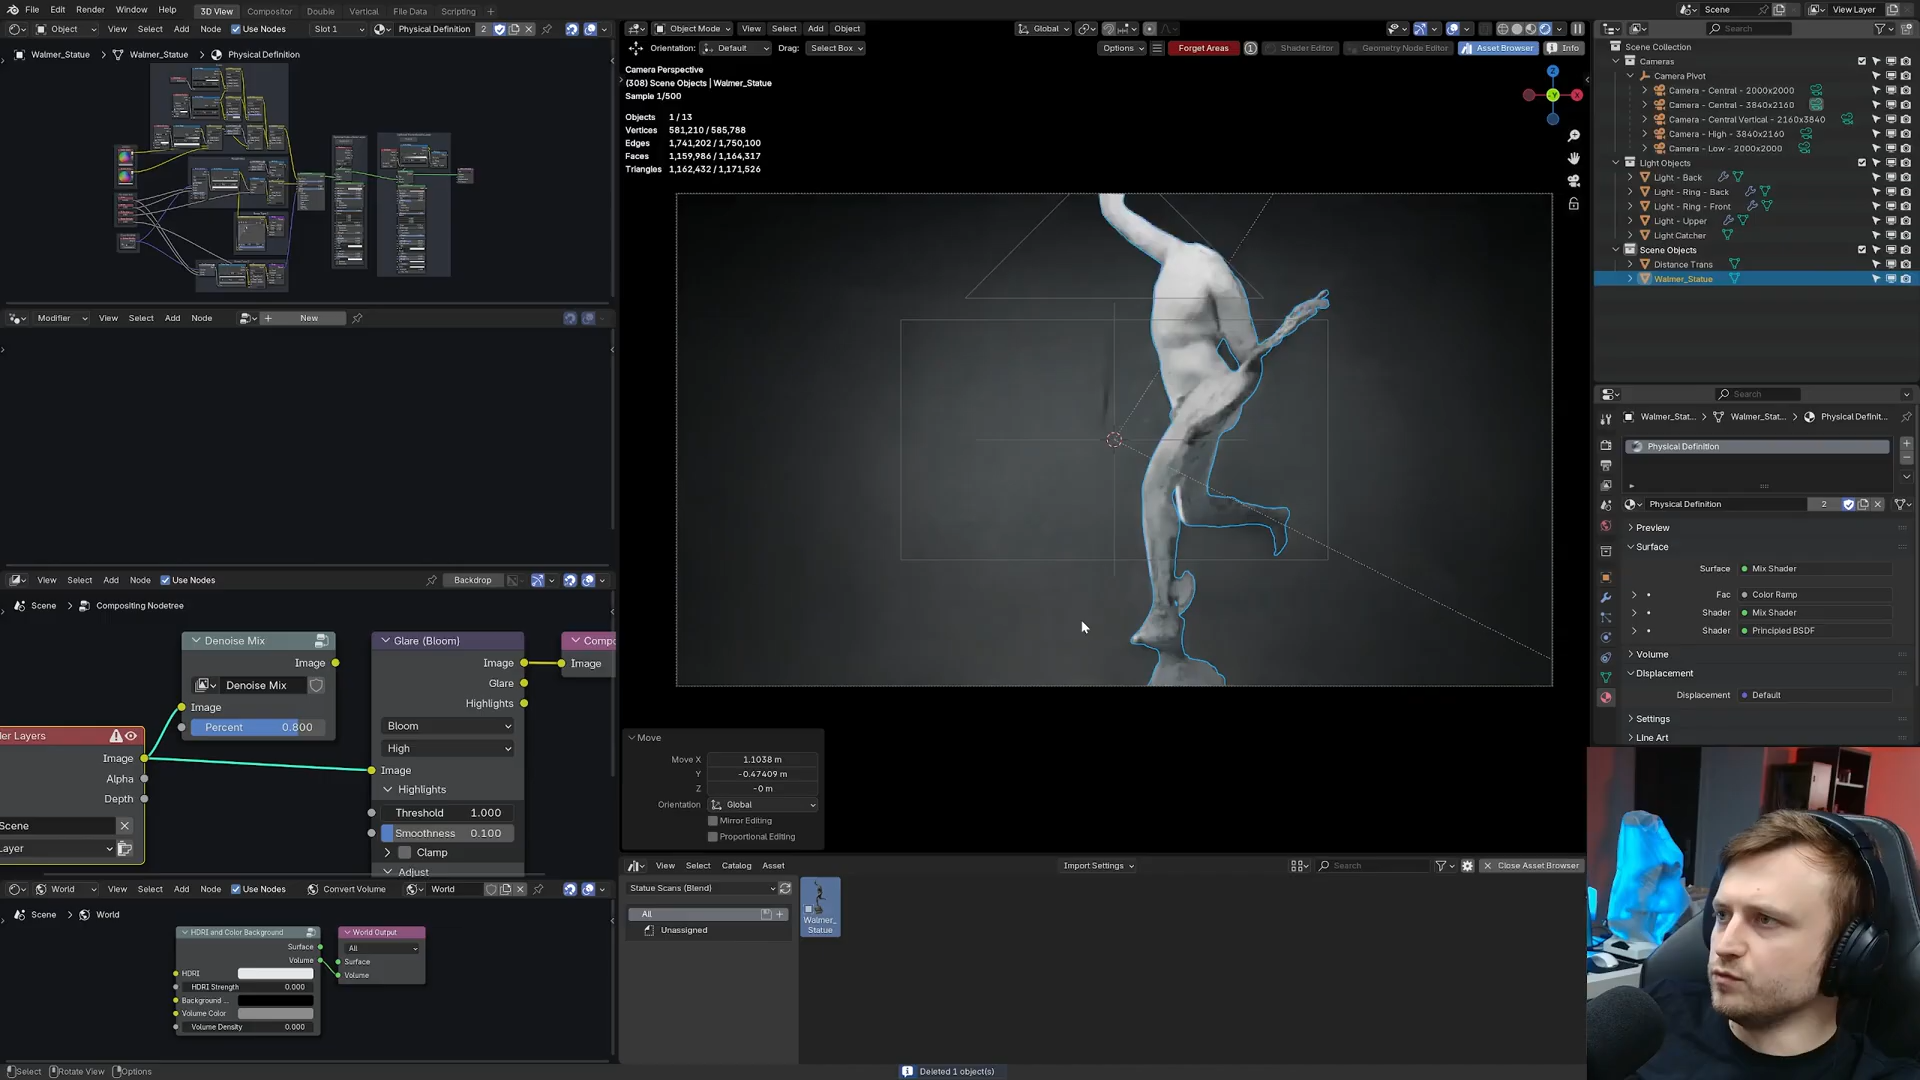 File Edit Render Window Help 3D View Compositor Double Vertical File Data Scripting + Scene View Layer
Object View Select Add Node Use Nodes Slot 1 Physical Definition 2
Walmer_Statue Walmer_Statue Physical Definition
Modifier View Select Add Node New
View Select Add Node Use Nodes Backdrop
Scene Compositing Nodetree
Denoise Mix
Image
Denoise Mix
Image
Percent 0.800
Glare (Bloom)
Image
Glare
Highlights
Bloom
High
Image
Highlights
Threshold 1.000
Smoothness 0.100
Clamp
Adjust
Image
Image
Alpha
Depth
Scene
World View Select Add Node Use Nodes Convert Volume World
Scene World
HDRI and Color Background
Surface
Volume
HDRI
HDRI Strength 0.000
Background ...
Volume Color
Volume Density 0.000
World Output
All
Surface
Volume
Select Rotate View Options
Object Mode View Select Add Object Global
Orientation: Default Drag: Select Box Options Forget Areas Shader Editor Geometry Node Editor Asset Browser Info
Camera Perspective
(308) Scene Objects | Walmer_Statue
Sample 1/500
Objects 1 / 13
Vertices 581,210 / 585,788
Edges 1,741,202 / 1,750,100
Faces 1,159,986 / 1,164,317
Triangles 1,162,432 / 1,171,526
Z
X
Move
Move X 1.1038 m
Y -0.47409 m
Z -0 m
Orientation Global
Mirror Editing
Proportional Editing
View Select Catalog Asset Import Settings Search Close Asset Browser
Statue Scans (Blend)
All
Unassigned
Walmer_
Statue
Deleted 1 object(s)
Search
Scene Collection
Cameras
Camera Pivot
Camera - Central - 2000x2000
Camera - Central - 3840x2160
Camera - Central Vertical - 2160x3840
Camera - High - 3840x2160
Camera - Low - 2000x2000
Light Objects
Light - Back
Light - Ring - Back
Light - Ring - Front
Light - Upper
Light Catcher
Scene Objects
Distance Trans
Walmer_Statue
Search
Walmer_Stat... Walmer_Stat... Physical Definit...
Physical Definition
Physical Definition 2
Preview
Surface
Surface Mix Shader
Fac Color Ramp
Shader Mix Shader
Shader Principled BSDF
Volume
Displacement
Displacement Default
Settings
Line Art